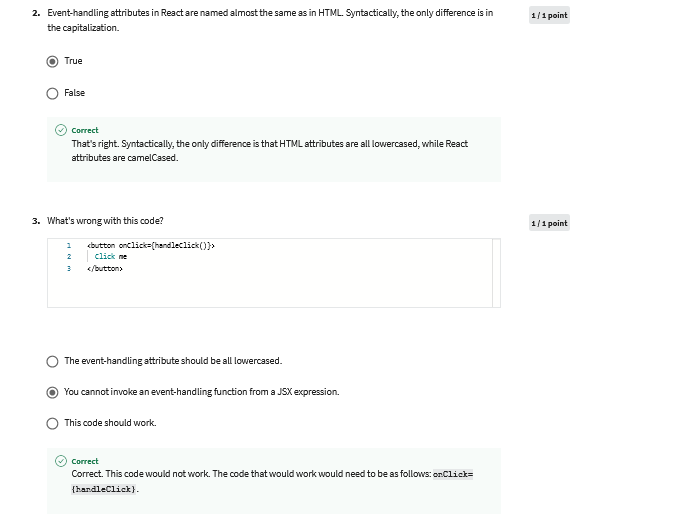 2. Event-handling attributes in React are named almost the same as in HTML. Syntactically, the only difference is in
the capitalization.
1 / 1 point
True
False
Correct
That's right. Syntactically, the only difference is that HTML attributes are all lowercased, while React
attributes are camelCased.
3. What's wrong with this code?
1 / 1 point
1 <button onClick={handleClick()}>
2 Click me
3 </button>
The event-handling attribute should be all lowercased.
You cannot invoke an event-handling function from a JSX expression.
This code should work.
Correct
Correct. This code would not work. The code that would work would need to be as follows: onClick=
{handleClick}.